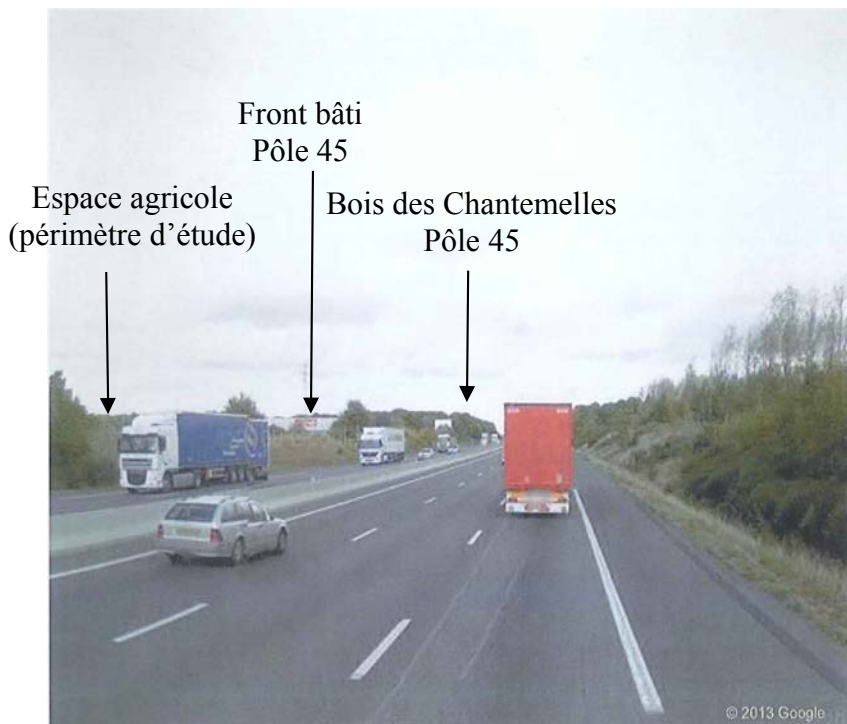 Front bâti
Pôle 45
Espace agricole
(périmètre d'étude)
Bois des Chantemelles
Pôle 45
© 2013 Google